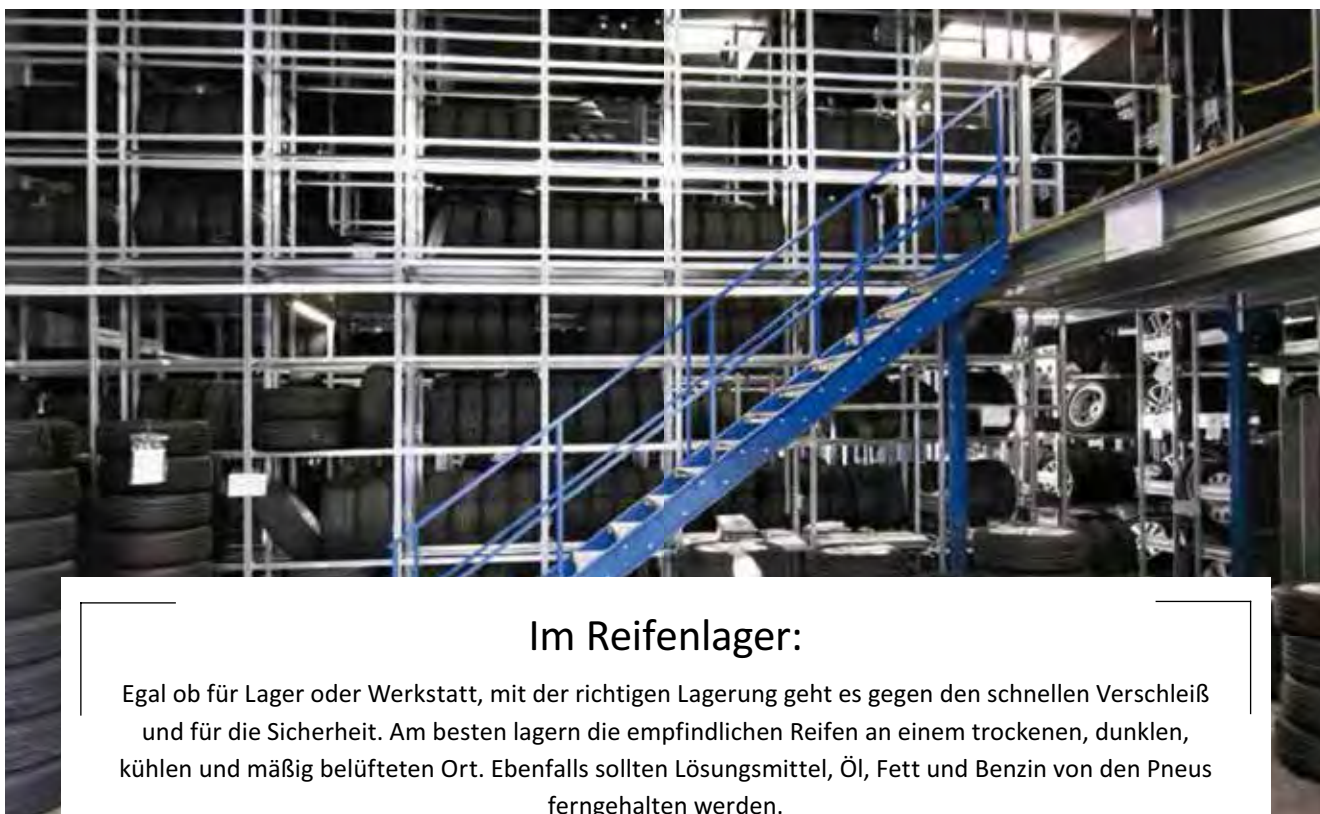 Im Reifenlager:
Egal ob für Lager oder Werkstatt, mit der richtigen Lagerung geht es gegen den schnellen Verschleiß
und für die Sicherheit. Am besten lagern die empfindlichen Reifen an einem trockenen, dunklen,
kühlen und mäßig belüfteten Ort. Ebenfalls sollten Lösungsmittel, Öl, Fett und Benzin von den Pneus
ferngehalten werden.